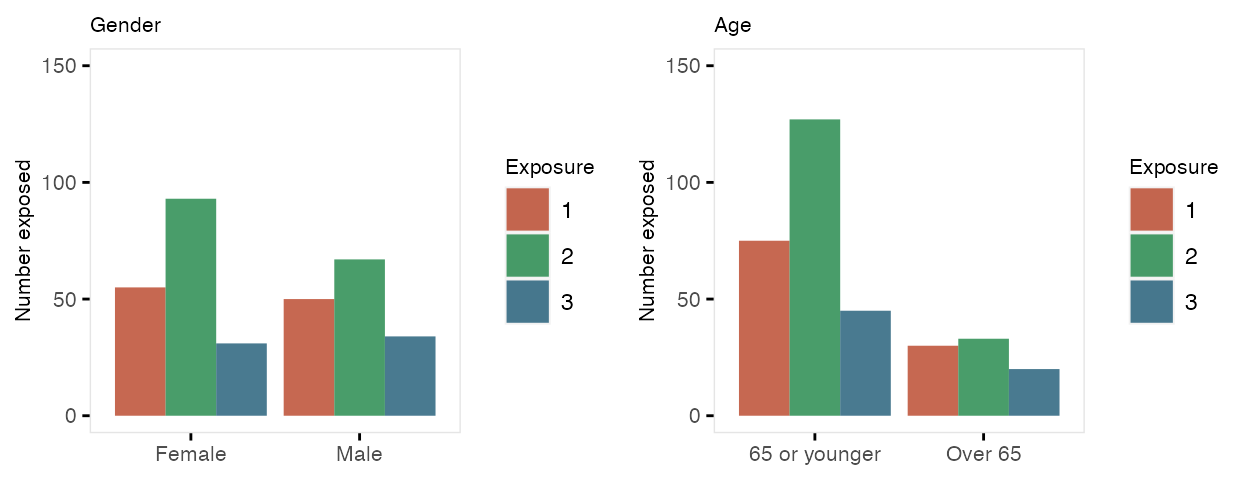 Gender
150
100
50
0
Number exposed
Female Male
Exposure
1
2
3
Age
150
100
50
0
Number exposed
65 or younger Over 65
Exposure
1
2
3